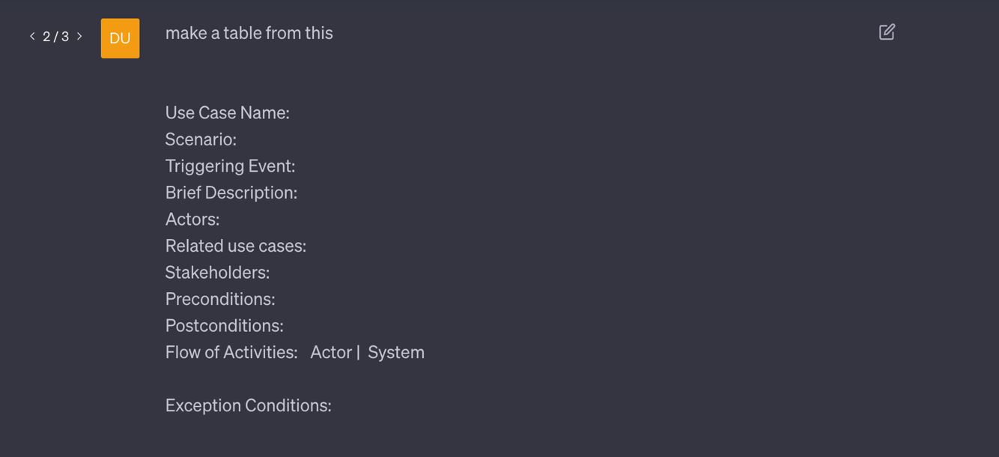 < 2 / 3 >
DU
make a table from this
Use Case Name:
Scenario:
Triggering Event:
Brief Description:
Actors:
Related use cases:
Stakeholders:
Preconditions:
Postconditions:
Flow of Activities: Actor | System
Exception Conditions: